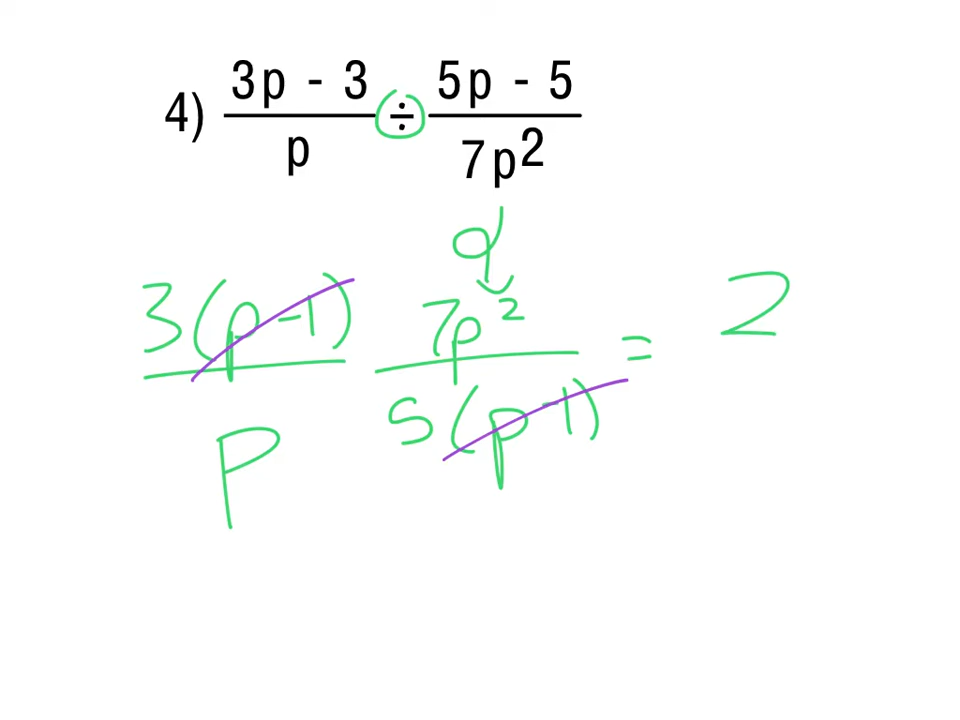 4) (3p - 3)/p ÷ (5p - 5)/7p²
3(p-1)/p 7p²/5(p-1) = 2